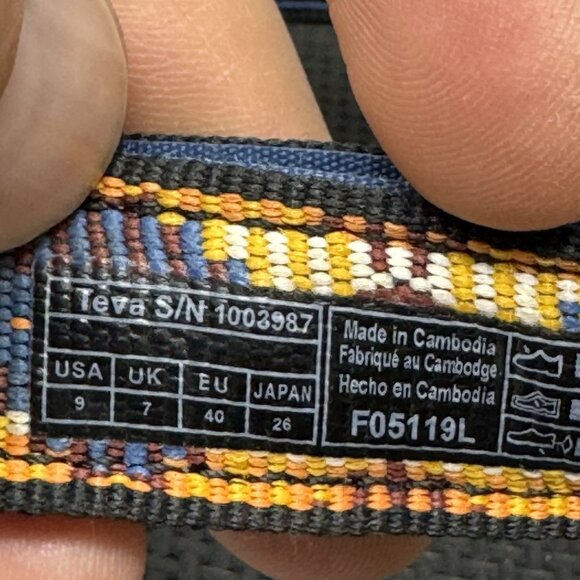 Teva S/N 1003987
USA UK EU JAPAN
9 7 40 26
Made in Cambodia
Fabriqué au Cambodge
Hecho en Cambodia
F05119L